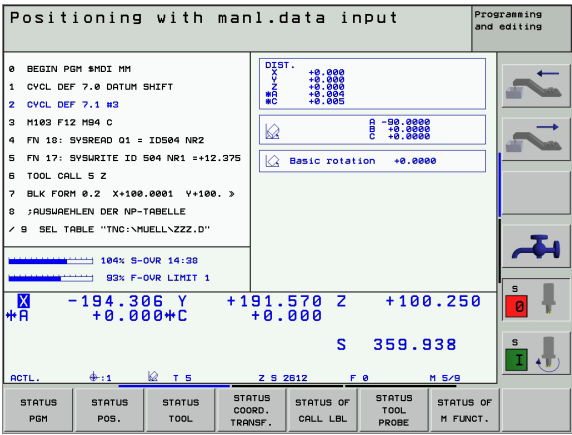 Positioning with manl.data input
Programming
and editing
0 BEGIN PGM $MDI MM
1 CYCL DEF 7.0 DATUM SHIFT
2 CYCL DEF 7.1 #3
3 M103 F12 M94 C
4 FN 18: SYSREAD Q1 = ID504 NR2
5 FN 17: SYSWRITE ID 504 NR1 =+12.375
6 TOOL CALL 5 Z
7 BLK FORM 0.2 X+100.0001 Y+100. »
8 ;AUSWAEHLEN DER NP-TABELLE
/ 9 SEL TABLE "TNC:\MUELL\ZZZ.D"
DIST.
X +0.000
Y +0.000
Z +0.000
*A +0.004
*C +0.005
A -90.0000
B +0.0000
C +0.0000
Basic rotation +0.0000
104% S-OVR 14:38
93% F-OVR LIMIT 1
X -194.306 Y +191.570 Z +100.250
A +0.000 C +0.000
S 359.938
ACTL. :1 T 5 Z S 2612 F 0 M 5/9
S
0
S
I
STATUS
PGM
STATUS
POS.
STATUS
TOOL
STATUS
COORD.
TRANSF.
STATUS OF
CALL LBL
STATUS
TOOL
PROBE
STATUS OF
M FUNCT.